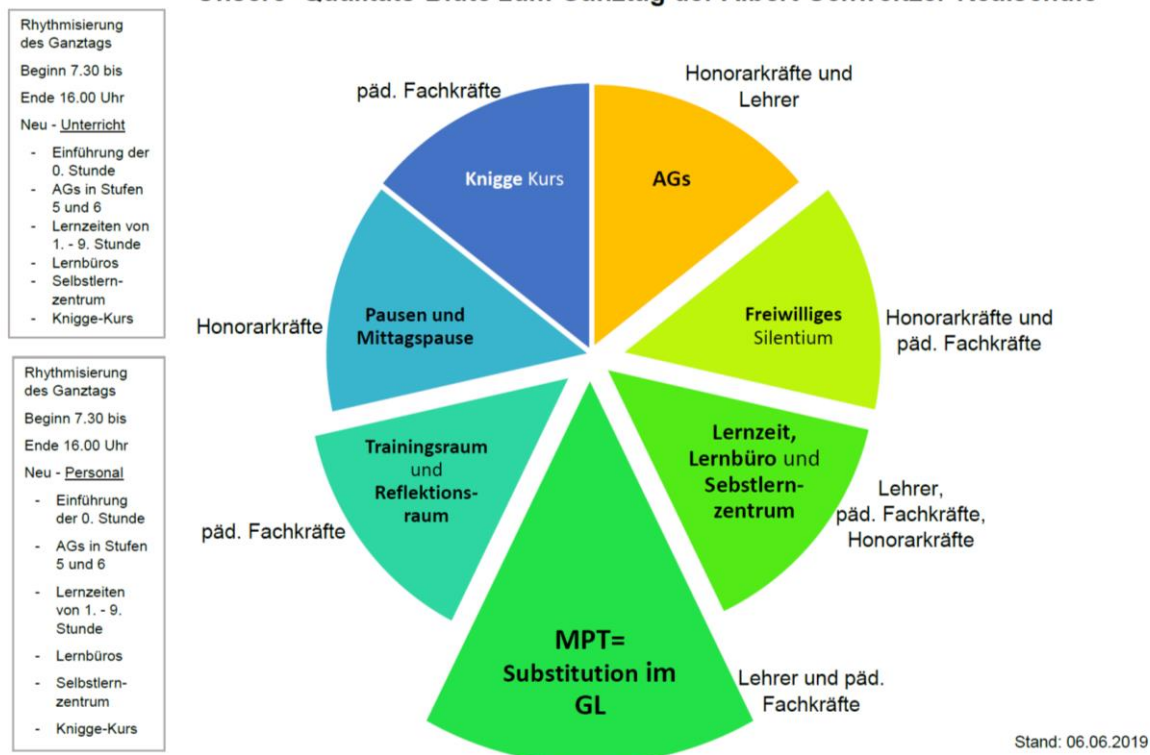 Rhythmisierung
des Ganztags
Beginn 7.30 bis
Ende 16.00 Uhr
Neu - Unterricht
- Einführung der
0. Stunde
- AGs in Stufen
5 und 6
- Lernzeiten von
1. - 9. Stunde
- Lernbüros
- Selbstlern-
zentrum
- Knigge-Kurs
Rhythmisierung
des Ganztags
Beginn 7.30 bis
Ende 16.00 Uhr
Neu - Personal
- Einführung
der 0. Stunde
- AGs in Stufen
5 und 6
- Lernzeiten
von 1. - 9.
Stunde
- Lernbüros
- Selbstlern-
zentrum
- Knigge-Kurs
päd. Fachkräfte
Knigge Kurs
Honorarkräfte und
Lehrer
AGs
Honorarkräfte
Pausen und
Mittagspause
Freiwilliges
Silentium
Honorarkräfte und
päd. Fachkräfte
päd. Fachkräfte
Trainingsraum
und
Reflektions-
raum
Lernzeit,
Lernbüro und
Sebstlern-
zentrum
Lehrer,
päd. Fachkräfte,
Honorarkräfte
MPT=
Substitution im
GL
Lehrer und päd.
Fachkräfte
Stand: 06.06.2019